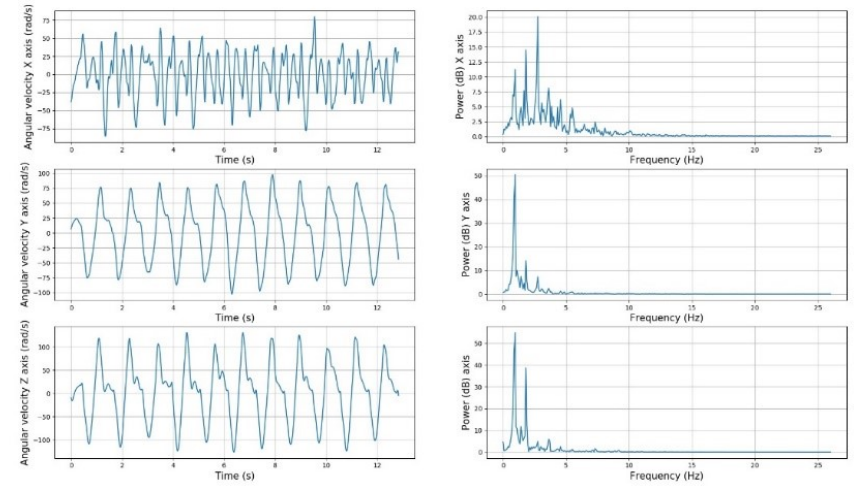 Angular velocity X axis (rad/s)
75
50
25
0
−25
−50
−75
0 2 4 6 8 10 12
Time (s)
Power (dB) X axis
20.0
17.5
15.0
12.5
10.0
7.5
5.0
2.5
0.0
0 5 10 15 20 25
Frequency (Hz)
Angular velocity Y axis (rad/s)
100
75
50
25
0
−25
−50
−75
−100
0 2 4 6 8 10 12
Time (s)
Power (dB) Y axis
50
40
30
20
10
0
0 5 10 15 20 25
Frequency (Hz)
Angular velocity Z axis (rad/s)
100
50
0
−50
−100
0 2 4 6 8 10 12
Time (s)
Power (dB) axis
50
40
30
20
10
0
0 5 10 15 20 25
Frequency (Hz)